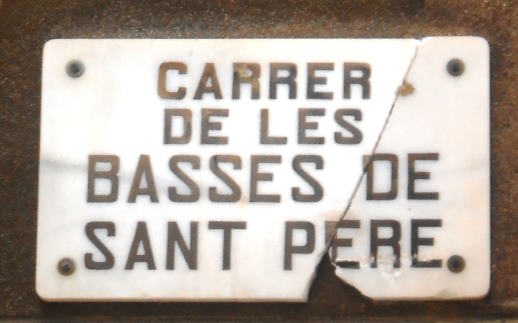 CARRER
DE LES
BASSES DE
SANT PERE